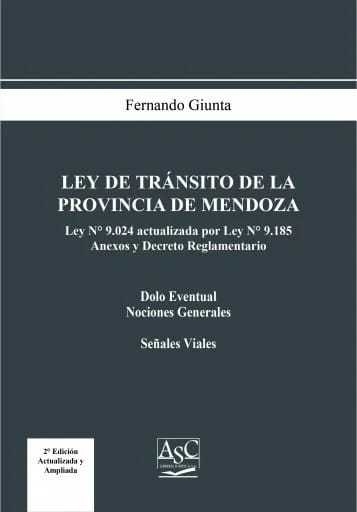 Fernando Giunta
LEY DE TRÁNSITO DE LA
PROVINCIA DE MENDOZA
Ley N° 9.024 actualizada por Ley N° 9.185
Anexos y Decreto Reglamentario
Dolo Eventual
Nociones Generales
Señales Viales
2° Edición
Actualizada y
Ampliada
ASC